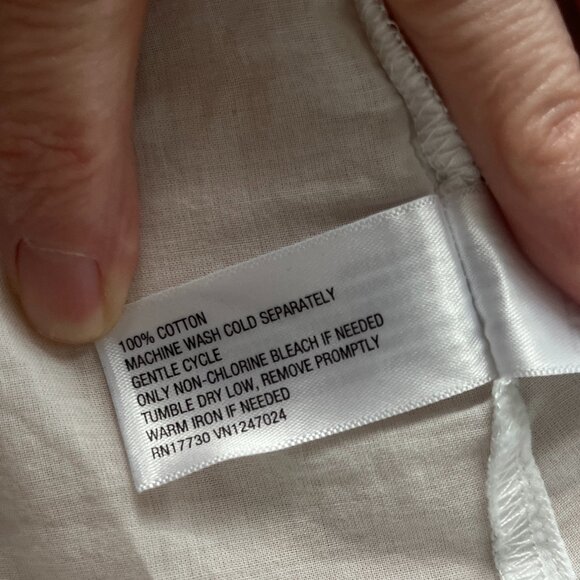 100% COTTON
MACHINE WASH COLD SEPARATELY
GENTLE CYCLE
ONLY NON-CHLORINE BLEACH IF NEEDED
TUMBLE DRY LOW, REMOVE PROMPTLY
WARM IRON IF NEEDED
RN17730 VN1247024